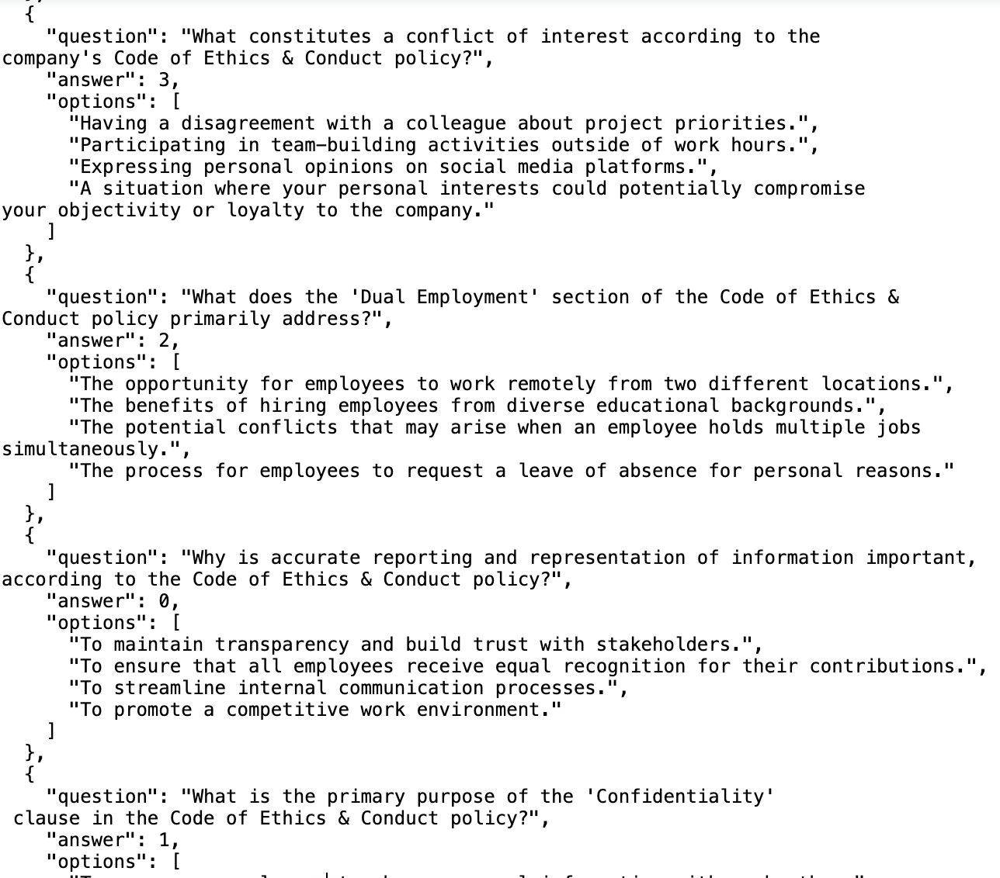 {
"question": "What constitutes a conflict of interest according to the
company's Code of Ethics & Conduct policy?",
"answer": 3,
"options": [
"Having a disagreement with a colleague about project priorities.",
"Participating in team-building activities outside of work hours.",
"Expressing personal opinions on social media platforms.",
"A situation where your personal interests could potentially compromise
your objectivity or loyalty to the company."
]
},
{
"question": "What does the 'Dual Employment' section of the Code of Ethics &
Conduct policy primarily address?",
"answer": 2,
"options": [
"The opportunity for employees to work remotely from two different locations.",
"The benefits of hiring employees from diverse educational backgrounds.",
"The potential conflicts that may arise when an employee holds multiple jobs
simultaneously.",
"The process for employees to request a leave of absence for personal reasons."
]
},
{
"question": "Why is accurate reporting and representation of information important,
according to the Code of Ethics & Conduct policy?",
"answer": 0,
"options": [
"To maintain transparency and build trust with stakeholders.",
"To ensure that all employees receive equal recognition for their contributions.",
"To streamline internal communication processes.",
"To promote a competitive work environment."
]
},
{
"question": "What is the primary purpose of the 'Confidentiality'
clause in the Code of Ethics & Conduct policy?",
"answer": 1,
"options": [